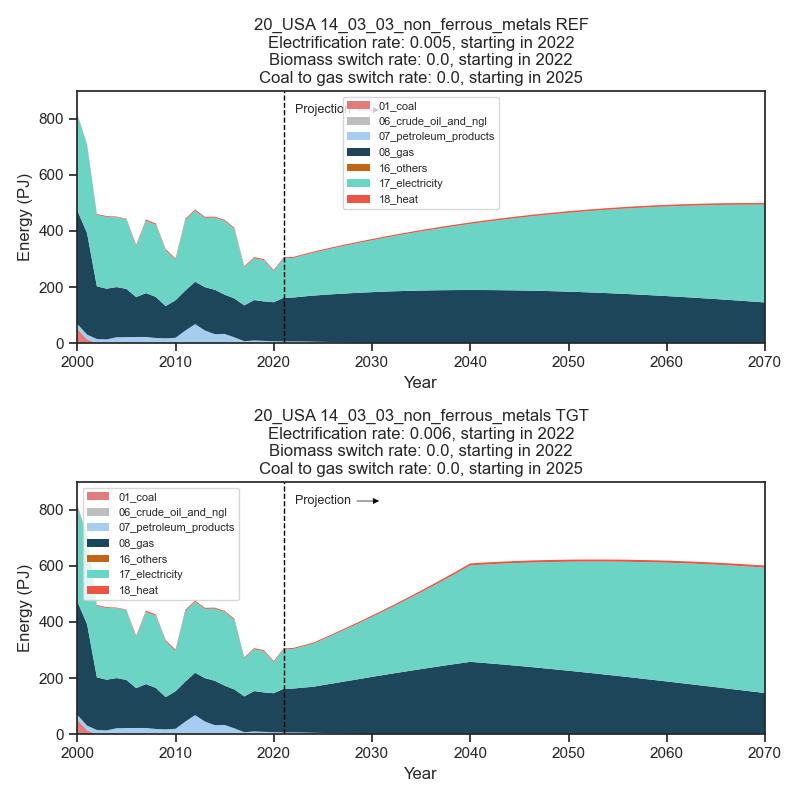 20_USA 14_03_03_non_ferrous_metals REF
Electrification rate: 0.005, starting in 2022
Biomass switch rate: 0.0, starting in 2022
Coal to gas switch rate: 0.0, starting in 2025
Projection
01_coal
06_crude_oil_and_ngl
07_petroleum_products
08_gas
16_others
17_electricity
18_heat
800
600
400
200
0
Energy (PJ)
2000 2010 2020 2030 2040 2050 2060 2070
Year
20_USA 14_03_03_non_ferrous_metals TGT
Electrification rate: 0.006, starting in 2022
Biomass switch rate: 0.0, starting in 2022
Coal to gas switch rate: 0.0, starting in 2025
Projection
01_coal
06_crude_oil_and_ngl
07_petroleum_products
08_gas
16_others
17_electricity
18_heat
800
600
400
200
0
Energy (PJ)
2000 2010 2020 2030 2040 2050 2060 2070
Year